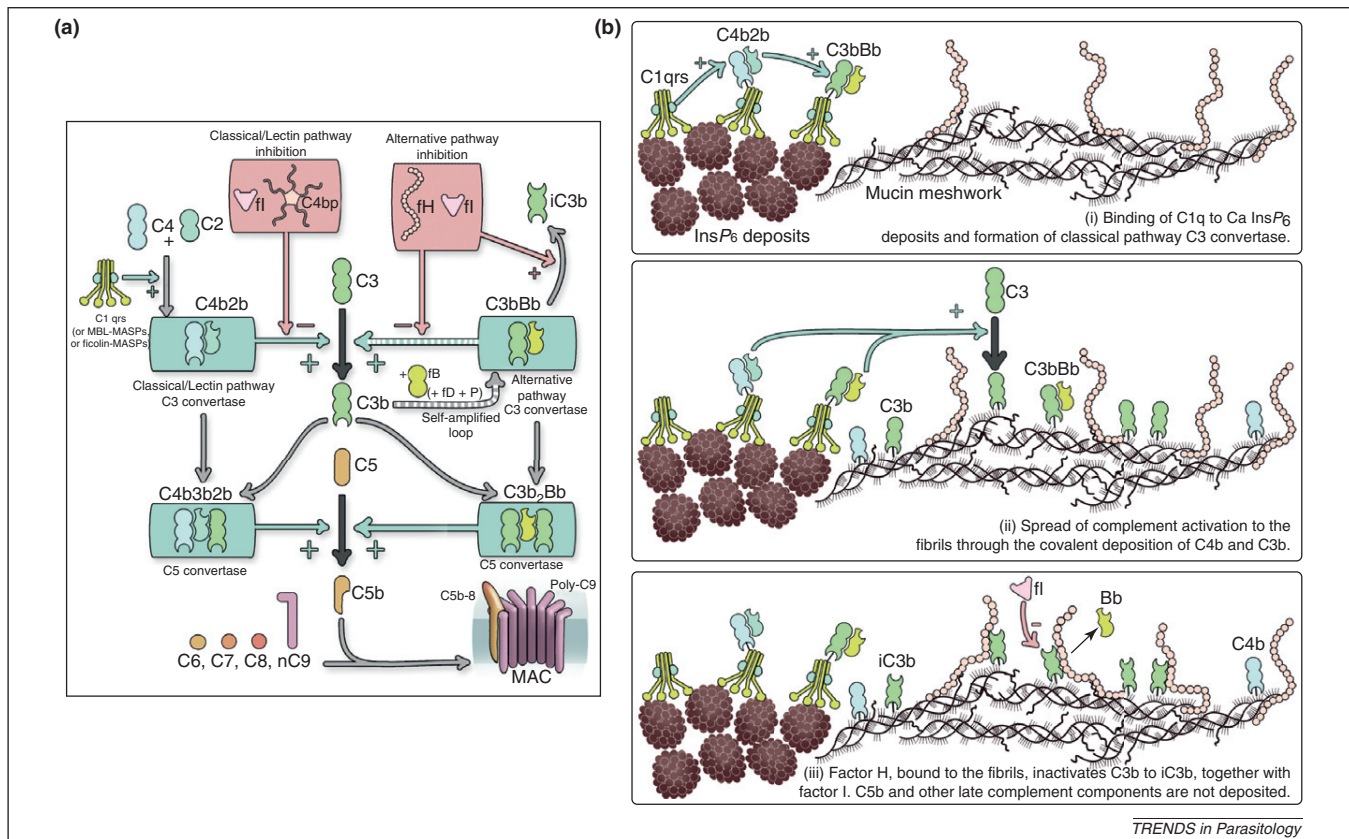 (a)
Classical/Lectin pathway
inhibition
Alternative pathway
inhibition
fI
C4bp
fH
fI
iC3b
C4
+
C2
C3
C1 qrs
(or MBL-MASPs,
or ficolin-MASPs)
+
C4b2b
–
–
C3bBb
+
+
+
Classical/Lectin pathway
C3 convertase
+
fB
(+ fD + P)
C3b
Self-amplified
loop
Alternative
pathway
C3 convertase
C5
C4b3b2b
C3b2Bb
+
+
C5 convertase
C5 convertase
C5b
C5b-8
Poly-C9
C6, C7, C8, nC9
MAC
(b)
C4b2b
C3bBb
+
+
C1qrs
Mucin meshwork
InsP6 deposits
(i) Binding of C1q to Ca InsP6
deposits and formation of classical pathway C3 convertase.
C3
+
C3bBb
C3b
(ii) Spread of complement activation to the
fibrils through the covalent deposition of C4b and C3b.
fI
–
Bb
iC3b
C4b
(iii) Factor H, bound to the fibrils, inactivates C3b to iC3b, together with
factor I. C5b and other late complement components are not deposited.
TRENDS in Parasitology